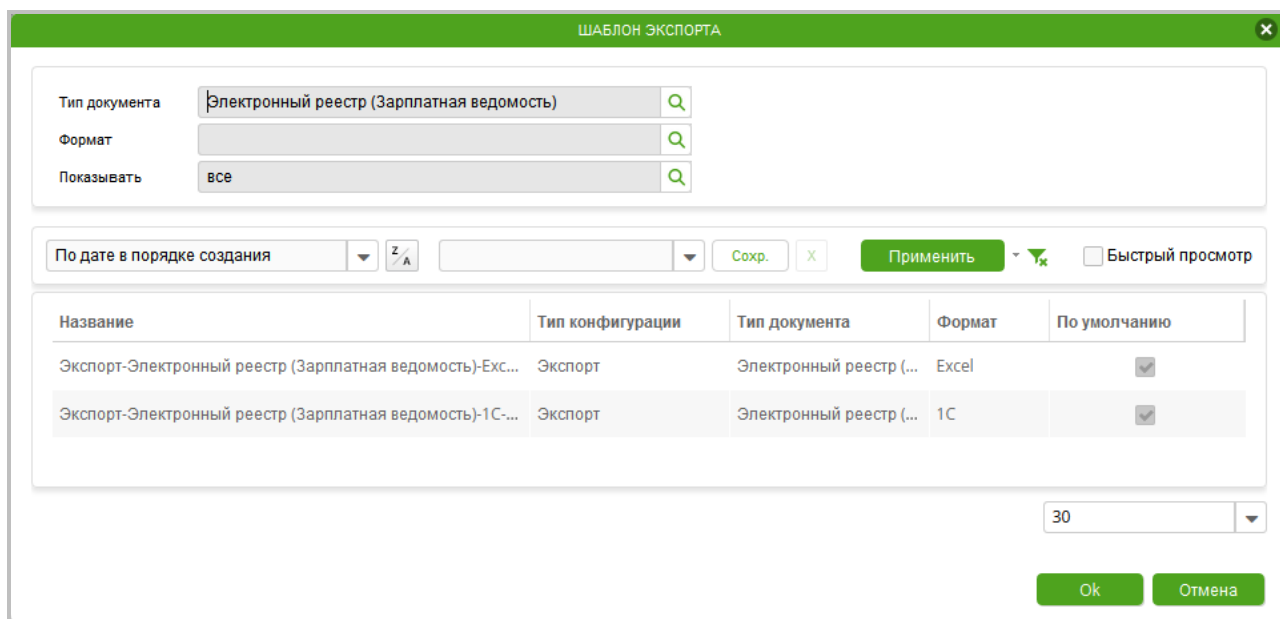 ШАБЛОН ЭКСПОРТА
Тип документа Электронный реестр (Зарплатная ведомость)
Формат
Показывать все
По дате в порядке создания Z/A Сохр. X Применить Быстрый просмотр
Название Тип конфигурации Тип документа Формат По умолчанию
Экспорт-Электронный реестр (Зарплатная ведомость)-Exc... Экспорт Электронный реестр (... Excel
Экспорт-Электронный реестр (Зарплатная ведомость)-1С-... Экспорт Электронный реестр (... 1С
30
Ok Отмена